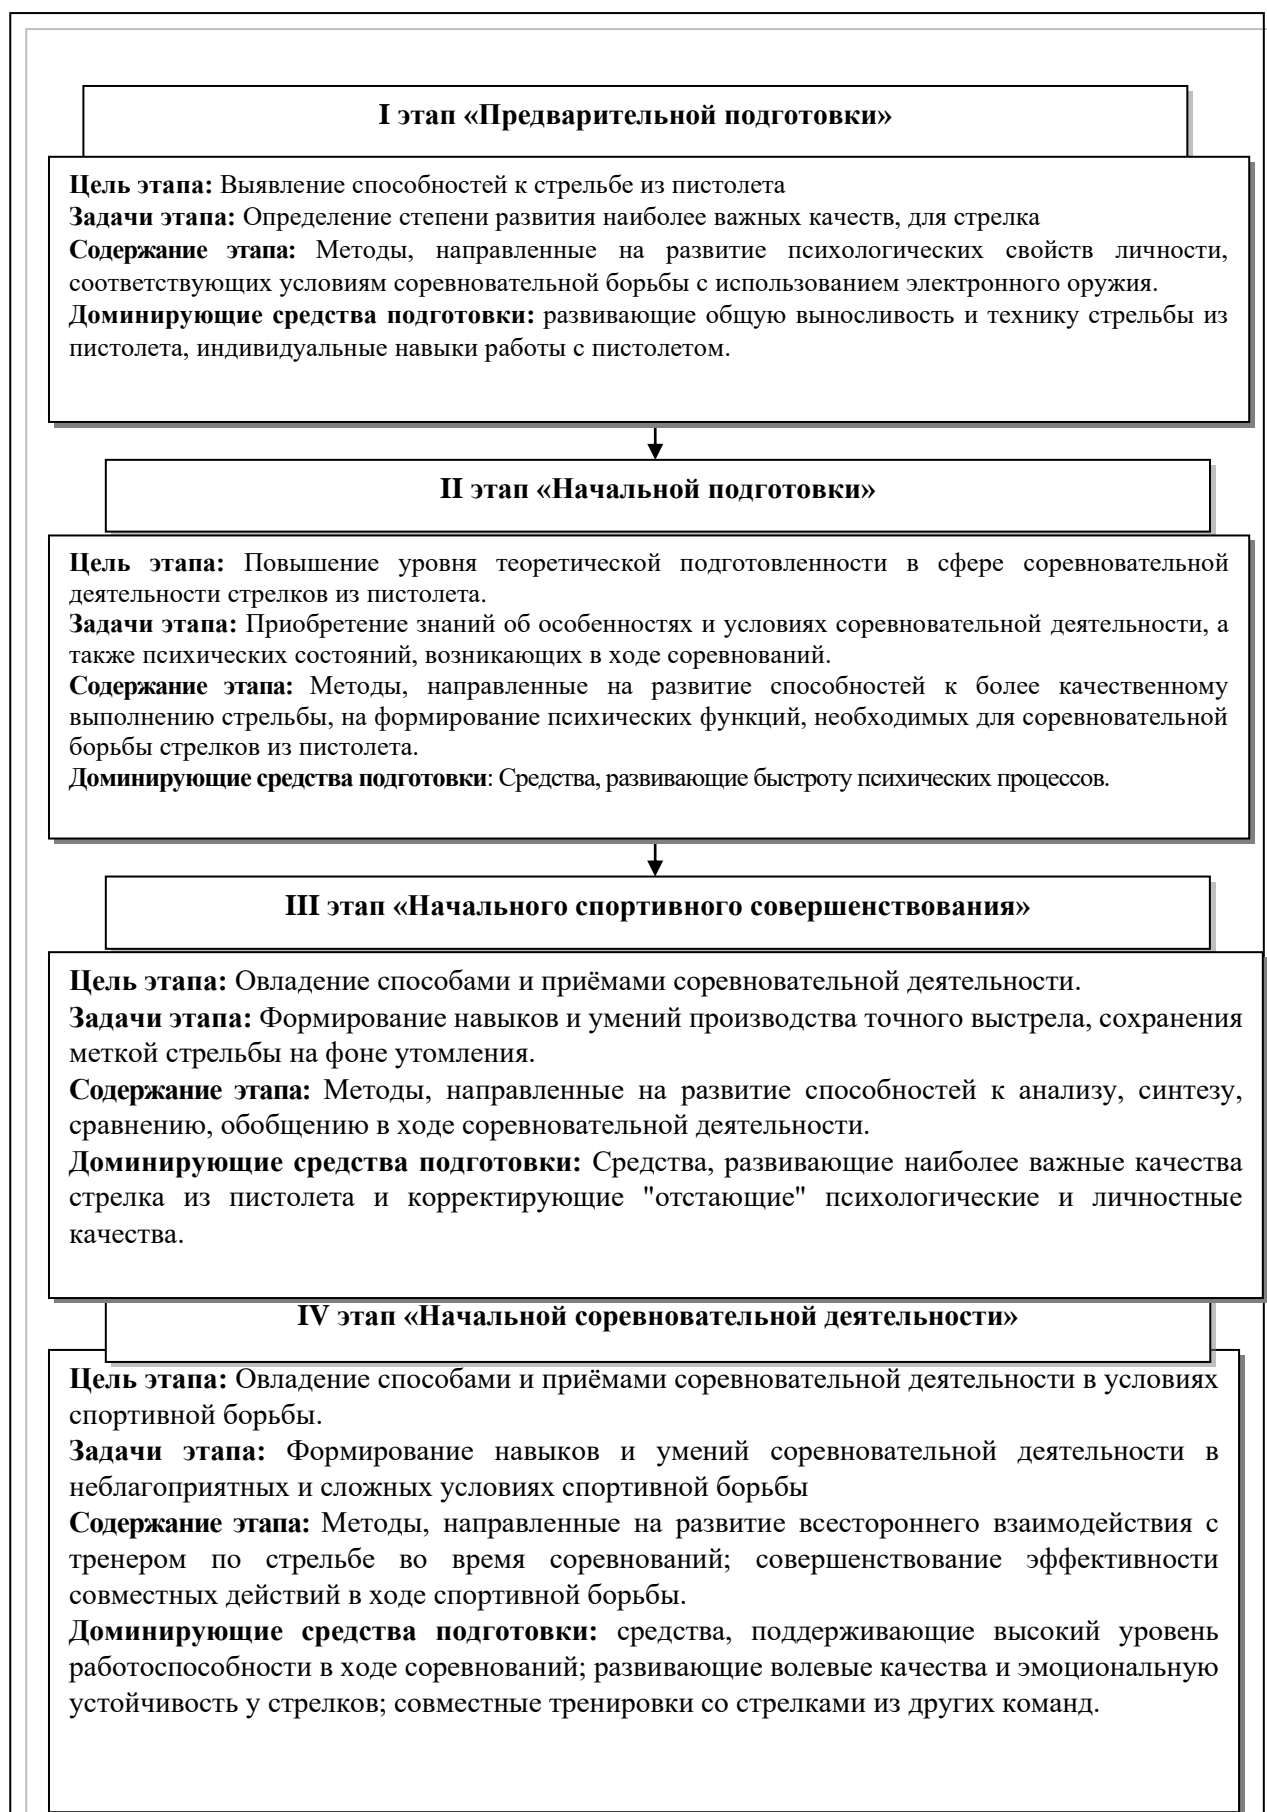 I этап «Предварительной подготовки»
Цель этапа: Выявление способностей к стрельбе из пистолета
Задачи этапа: Определение степени развития наиболее важных качеств, для стрелка
Содержание этапа: Методы, направленные на развитие психологических свойств личности,
соответствующих условиям соревновательной борьбы с использованием электронного оружия.
Доминирующие средства подготовки: развивающие общую выносливость и технику стрельбы из
пистолета, индивидуальные навыки работы с пистолетом.
II этап «Начальной подготовки»
Цель этапа: Повышение уровня теоретической подготовленности в сфере соревновательной
деятельности стрелков из пистолета.
Задачи этапа: Приобретение знаний об особенностях и условиях соревновательной деятельности, а
также психических состояний, возникающих в ходе соревнований.
Содержание этапа: Методы, направленные на развитие способностей к более качественному
выполнению стрельбы, на формирование психических функций, необходимых для соревновательной
борьбы стрелков из пистолета.
Доминирующие средства подготовки: Средства, развивающие быстроту психических процессов.
III этап «Начального спортивного совершенствования»
Цель этапа: Овладение способами и приёмами соревновательной деятельности.
Задачи этапа: Формирование навыков и умений производства точного выстрела, сохранения
меткой стрельбы на фоне утомления.
Содержание этапа: Методы, направленные на развитие способностей к анализу, синтезу,
сравнению, обобщению в ходе соревновательной деятельности.
Доминирующие средства подготовки: Средства, развивающие наиболее важные качества
стрелка из пистолета и корректирующие "отстающие" психологические и личностные
качества.
IV этап «Начальной соревновательной деятельности»
Цель этапа: Овладение способами и приёмами соревновательной деятельности в условиях
спортивной борьбы.
Задачи этапа: Формирование навыков и умений соревновательной деятельности в
неблагоприятных и сложных условиях спортивной борьбы
Содержание этапа: Методы, направленные на развитие всестороннего взаимодействия с
тренером по стрельбе во время соревнований; совершенствование эффективности
совместных действий в ходе спортивной борьбы.
Доминирующие средства подготовки: средства, поддерживающие высокий уровень
работоспособности в ходе соревнований; развивающие волевые качества и эмоциональную
устойчивость у стрелков; совместные тренировки со стрелками из других команд.